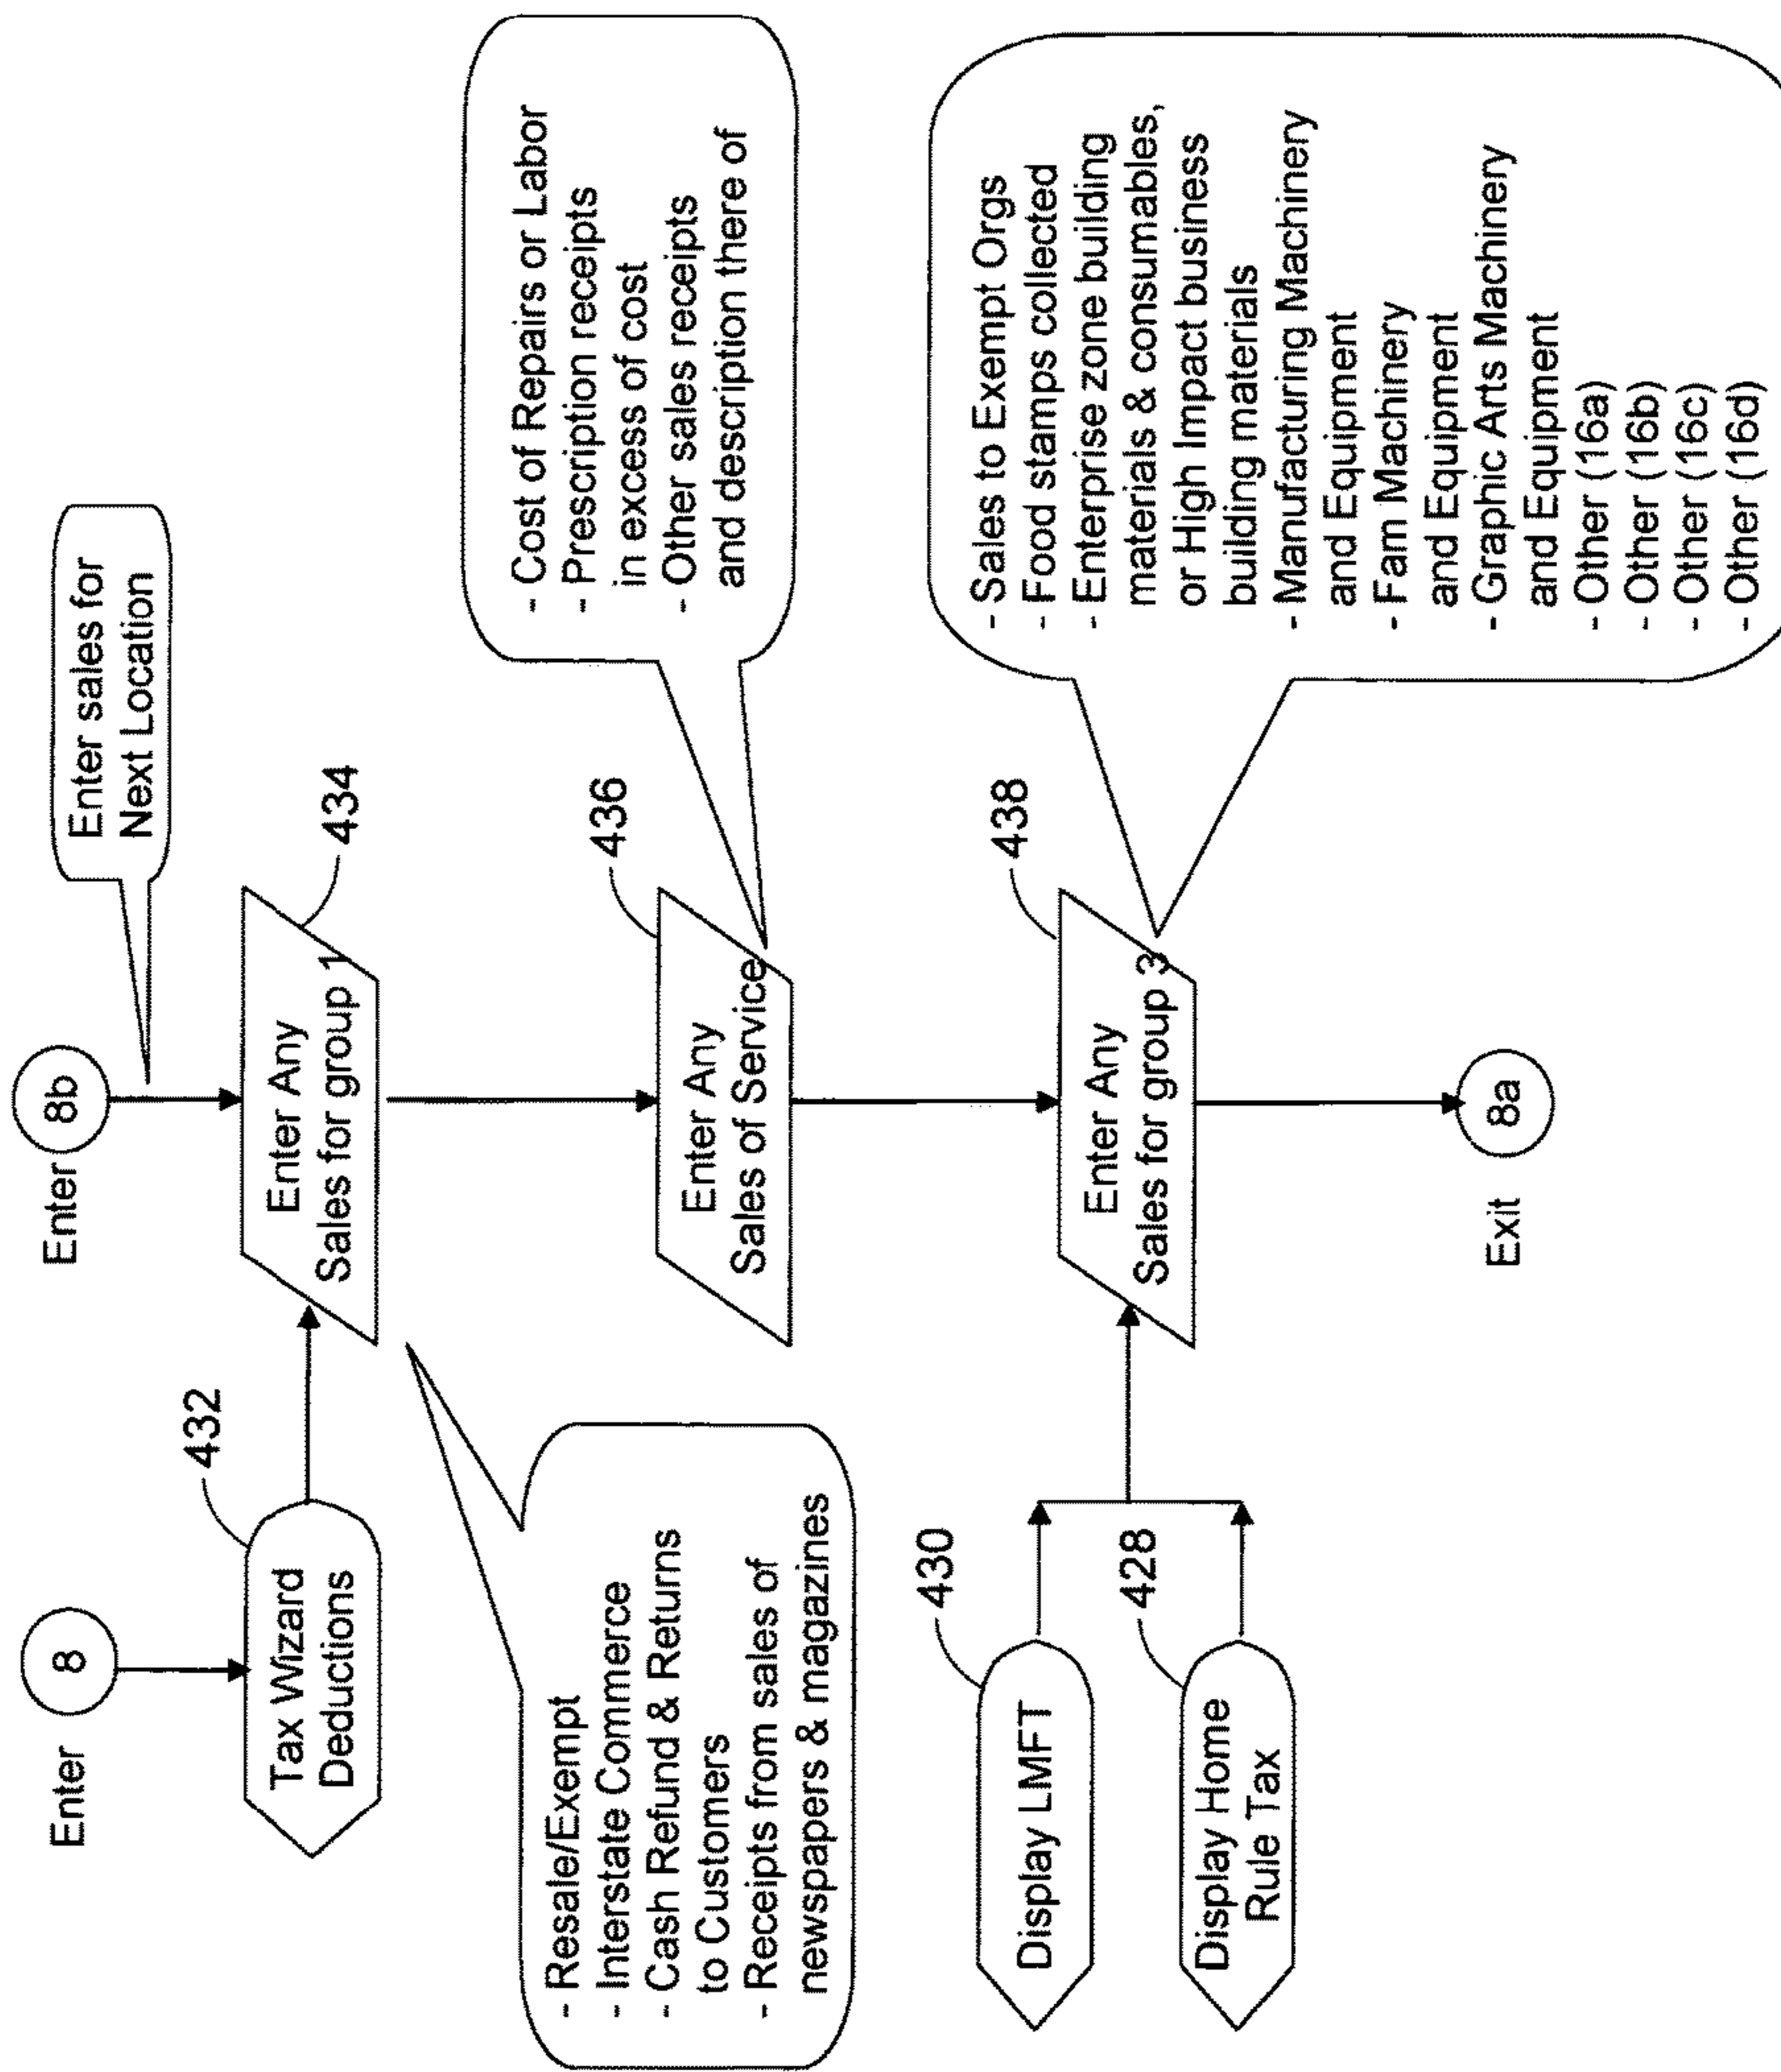 Enter
8
Enter
8b
Enter sales for
Next Location
432
Tax Wizard
Deductions
Enter Any
Sales for group 1
434
- Resale/Exempt
- Interstate Commerce
- Cash Refund & Returns
to Customers
- Receipts from sales of
newspapers & magazines
436
Enter Any
Sales of Service
- Cost of Repairs or Labor
- Prescription receipts
in excess of cost
- Other sales receipts
and description there of
430
Display LMFT
428
Display Home
Rule Tax
438
Enter Any
Sales for group 3
- Sales to Exempt Orgs
- Food stamps collected
- Enterprise zone building
materials & consumables,
or High Impact business
building materials
- Manufacturing Machinery
and Equipment
- Fam Machinery
and Equipment
- Graphic Arts Machinery
and Equipment
- Other (16a)
- Other (16b)
- Other (16c)
- Other (16d)
Exit
8a